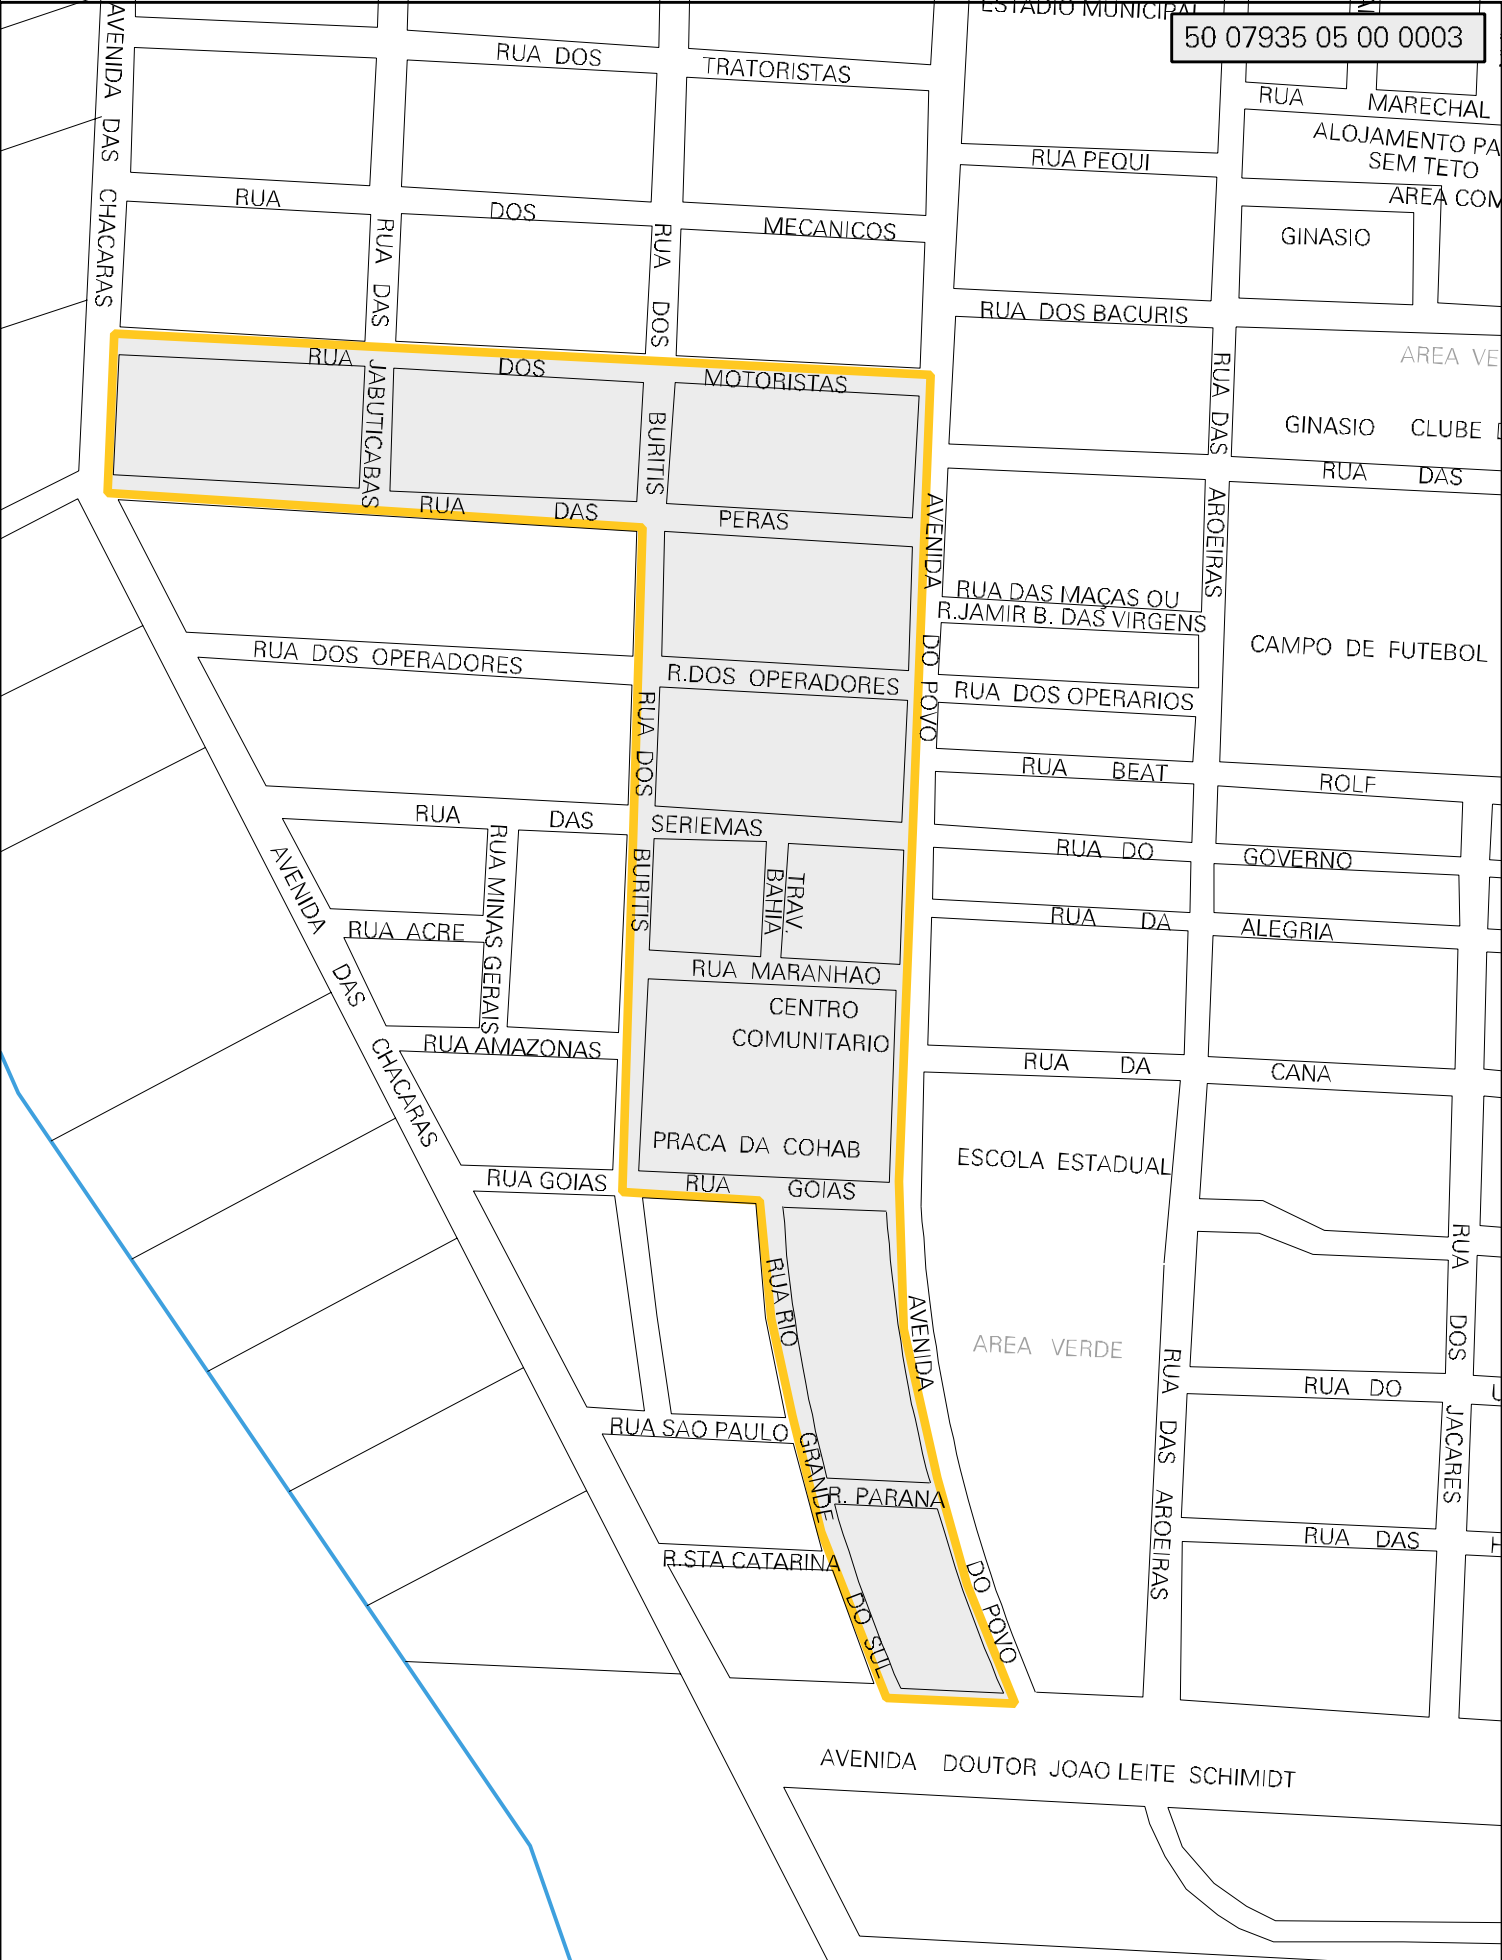 ESTADIO MUNICIPAL
50 07935 05 00 0003
AVENIDA DAS CHACARAS
RUA DOS TRATORISTAS
RUA MARECHAL
ALOJAMENTO PA
SEM TETO
AREA COM
RUA PEQUI
RUA DOS MECANICOS
GINASIO
RUA DAS JABUTICABAS
RUA DOS BURITIS
RUA DOS BACURIS
RUA DOS MOTORISTAS
AREA VE
GINASIO CLUBE
RUA DAS AROEIRAS
RUA DAS
RUA DAS PERAS
AVENIDA DO POVO
RUA DAS MAÇAS OU
R.JAMIR B. DAS VIRGENS
CAMPO DE FUTEBOL
RUA DOS OPERADORES
R.DOS OPERADORES
RUA DOS OPERARIOS
RUA DOS BURITIS
RUA BEAT ROLF
RUA DAS SERIEMAS
RUA MINAS GERAIS
TRAV.
BAHIA
RUA DO GOVERNO
AVENIDA DAS CHACARAS
RUA ACRE
RUA DA ALEGRIA
RUA MARANHAO
CENTRO
COMUNITARIO
RUA AMAZONAS
RUA DA CANA
PRACA DA COHAB
ESCOLA ESTADUAL
RUA GOIAS
RUA GOIAS
RUA RIO GRANDE DO SUL
AVENIDA DO POVO
AREA VERDE
RUA DOS JACARES
RUA DAS AROEIRAS
RUA DO
RUA SAO PAULO
R. PARANA
RUA DAS
R.STA CATARINA
AVENIDA DOUTOR JOAO LEITE SCHIMIDT